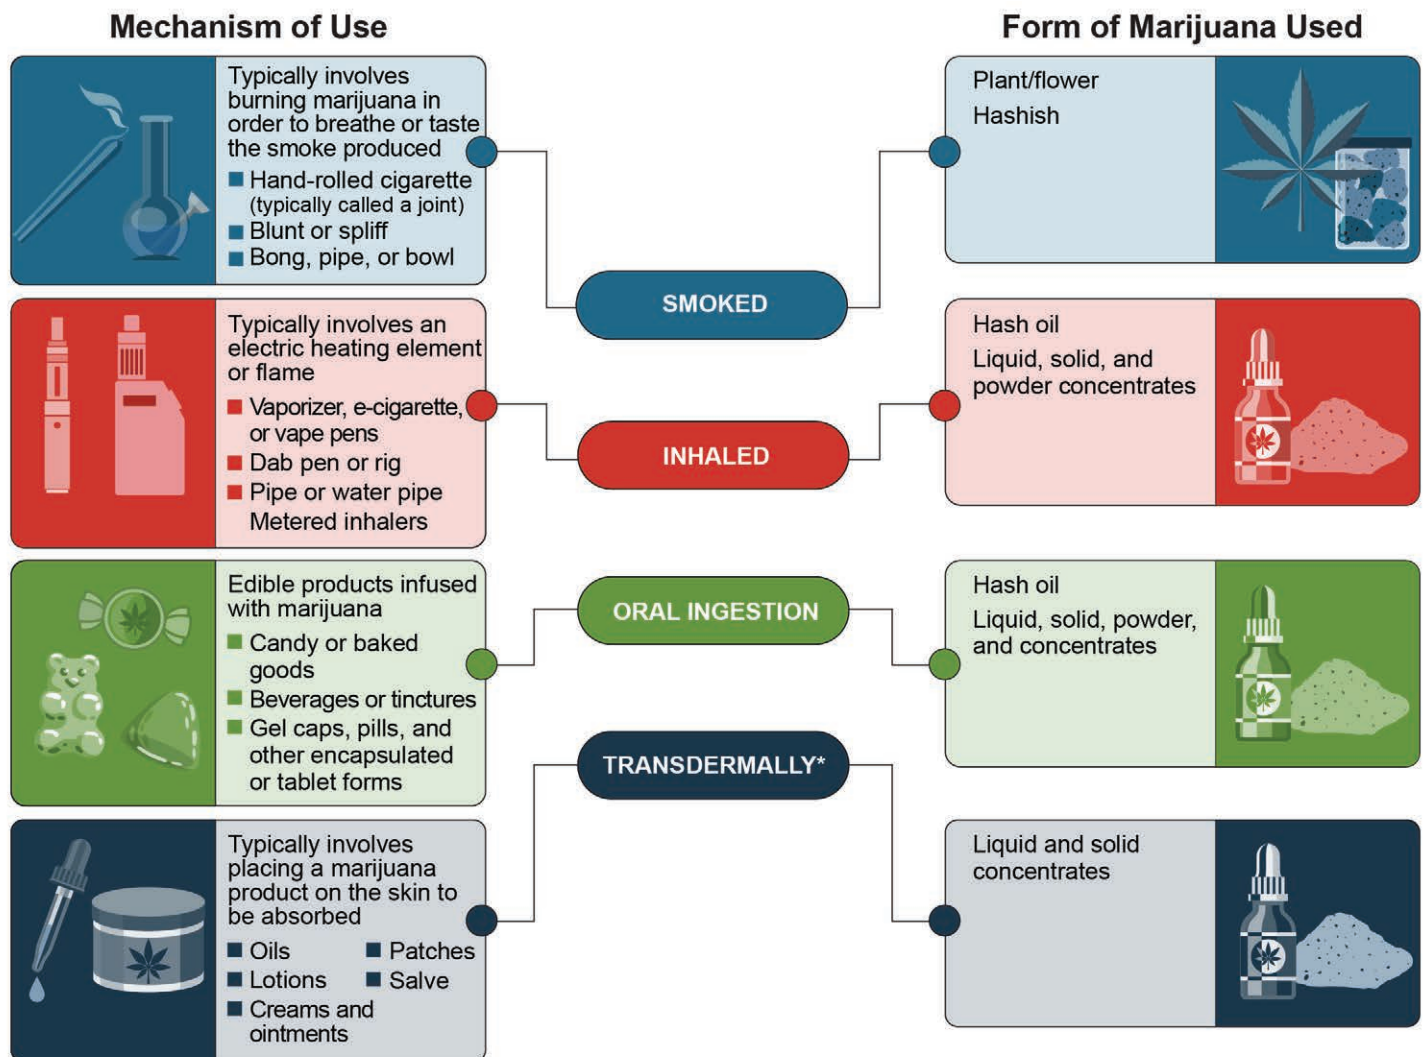 Mechanism of Use
Form of Marijuana Used
Typically involves
burning marijuana in
order to breathe or taste
the smoke produced
Hand-rolled cigarette
(typically called a joint)
Blunt or spliff
Bong, pipe, or bowl
SMOKED
Plant/flower
Hashish
Typically involves an
electric heating element
or flame
Vaporizer, e-cigarette,
or vape pens
Dab pen or rig
Pipe or water pipe
Metered inhalers
INHALED
Hash oil
Liquid, solid, and
powder concentrates
Edible products infused
with marijuana
Candy or baked
goods
Beverages or tinctures
Gel caps, pills, and
other encapsulated
or tablet forms
ORAL INGESTION
Hash oil
Liquid, solid, powder,
and concentrates
Typically involves
placing a marijuana
product on the skin to
be absorbed
Oils
Patches
Lotions
Salve
Creams and
ointments
TRANSDERMALLY*
Liquid and solid
concentrates